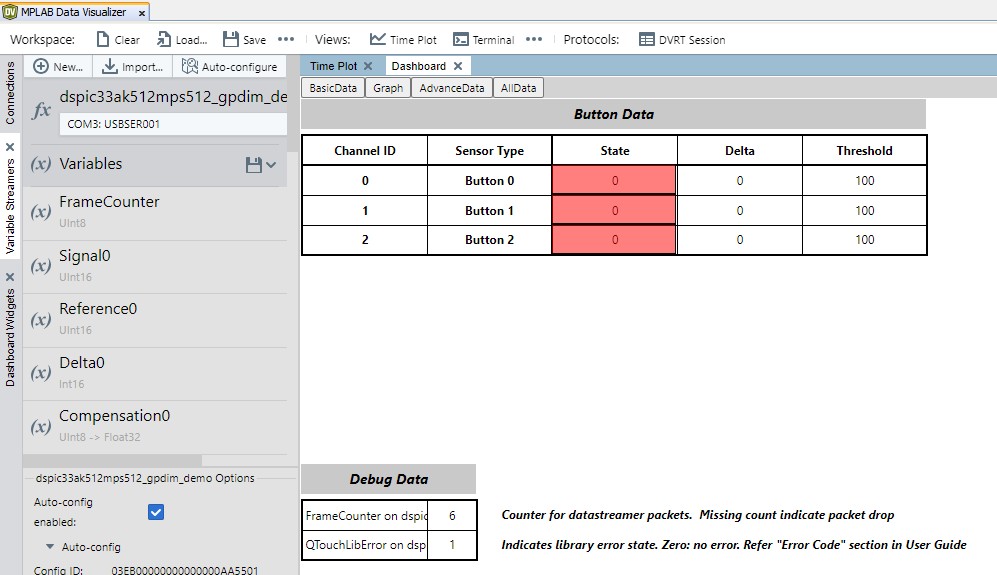 MPLAB Data Visualizer
Workspace: Clear Load... Save Views: Time Plot Terminal Protocols: DVRT Session
Connections
Variable Streamers
Dashboard Widgets
New... Import... Auto-configure
dspic33ak512mps512_gpdim_de
COM3: USBSER001
(x) Variables
(x) FrameCounter
UInt8
(x) Signal0
UInt16
(x) Reference0
UInt16
(x) Delta0
Int16
(x) Compensation0
UInt8 -> Float32
dspic33ak512mps512_gpdim_demo Options
Auto-config
enabled:
Auto-config
Config ID: 03EB00000000000000AA5501
Time Plot Dashboard
BasicData Graph AdvanceData AllData
Button Data
Channel ID Sensor Type State Delta Threshold
0 Button 0 0 0 100
1 Button 1 0 0 100
2 Button 2 0 0 100
Debug Data
FrameCounter on dspic 6 Counter for datastreamer packets. Missing count indicate packet drop
QTouchLibError on dsp 1 Indicates library error state. Zero: no error. Refer "Error Code" section in User Guide